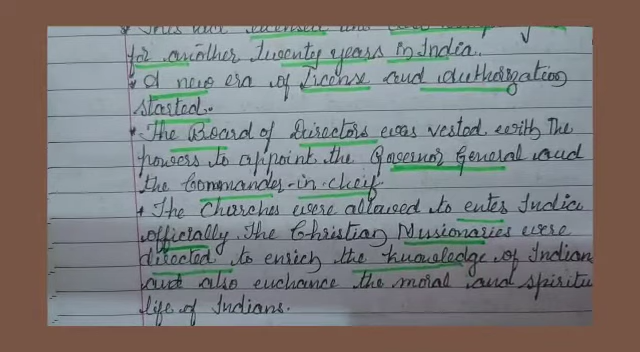 This act
for another twenty years in India.
• A new era of License and authorization
started.
• The Board of Directors was vested with the
powers to appoint the Governor General and
the Commander-in-cheif
• The Churches were allowed to enter India
officially. The Christian Missionaries were
directed to enrich the knowledge of Indian
and also enchance the moral and spiritu
life of Indians.